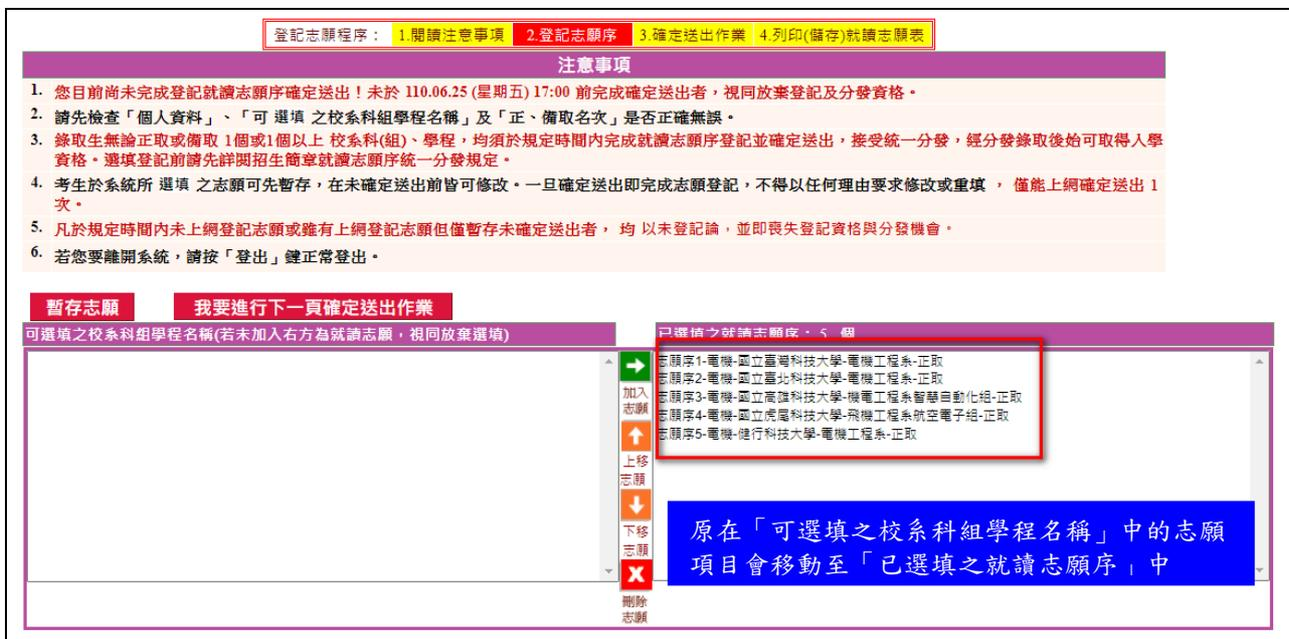 登記志願程序： 1.閱讀注意事項 2.登記志願序 3.確定送出作業 4.列印(儲存)就讀志願表
注意事項
1. 您目前尚未完成登記就讀志願序確定送出！未於 110.06.25 (星期五) 17:00 前完成確定送出者，視同放棄登記及分發資格。
2. 請先檢查「個人資料」、「可 選填 之校系科組學程名稱」及「正、備取名次」是否正確無誤。
3. 錄取生無論正取或備取 1個或1個以上 校系科(組)、學程，均須於規定時間內完成就讀志願序登記並確定送出，接受統一分發，經分發錄取後始可取得入學
資格。選填登記前請先詳閱招生簡章就讀志願序統一分發規定。
4. 考生於系統所 選填 之志願可先暫存，在未確定送出前皆可修改。一旦確定送出即完成志願登記，不得以任何理由要求修改或重填 ， 僅能上網確定送出 1
次。
5. 凡於規定時間內未上網登記志願或雖有上網登記志願但僅暫存未確定送出者， 均 以未登記論，並即喪失登記資格與分發機會。
6. 若您要離開系統，請按「登出」鍵正常登出。
暫存志願 我要進行下一頁確定送出作業
可選填之校系科組學程名稱(若未加入右方為就讀志願，視同放棄選填)
已選填之就讀志願序： 5 個
加入
志願
上移
志願
下移
志願
刪除
志願
志願序1-電機-國立臺灣科技大學-電機工程系-正取
志願序2-電機-國立臺北科技大學-電機工程系-正取
志願序3-電機-國立高雄科技大學-機電工程系智慧自動化組-正取
志願序4-電機-國立虎尾科技大學-飛機工程系航空電子組-正取
志願序5-電機-健行科技大學-電機工程系-正取
原在「可選填之校系科組學程名稱」中的志願
項目會移動至「已選填之就讀志願序」中